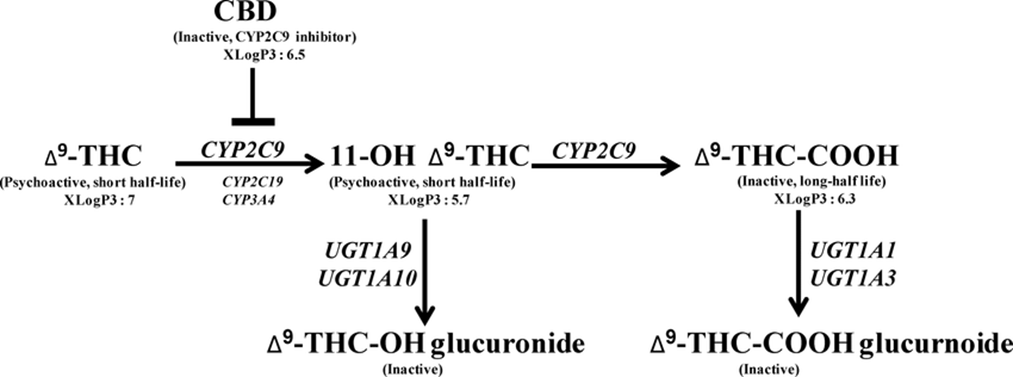 CBD
(Inactive, CYP2C9 inhibitor)
XLogP3 : 6.5
Δ⁹-THC
(Psychoactive, short half-life)
XLogP3 : 7
CYP2C9
CYP2C19
CYP3A4
11-OH Δ⁹-THC
(Psychoactive, short half-life)
XLogP3 : 5.7
CYP2C9
Δ⁹-THC-COOH
(Inactive, long-half life)
XLogP3 : 6.3
UGT1A9
UGT1A10
UGT1A1
UGT1A3
Δ⁹-THC-OH glucuronide
(Inactive)
Δ⁹-THC-COOH glucurnoide
(Inactive)